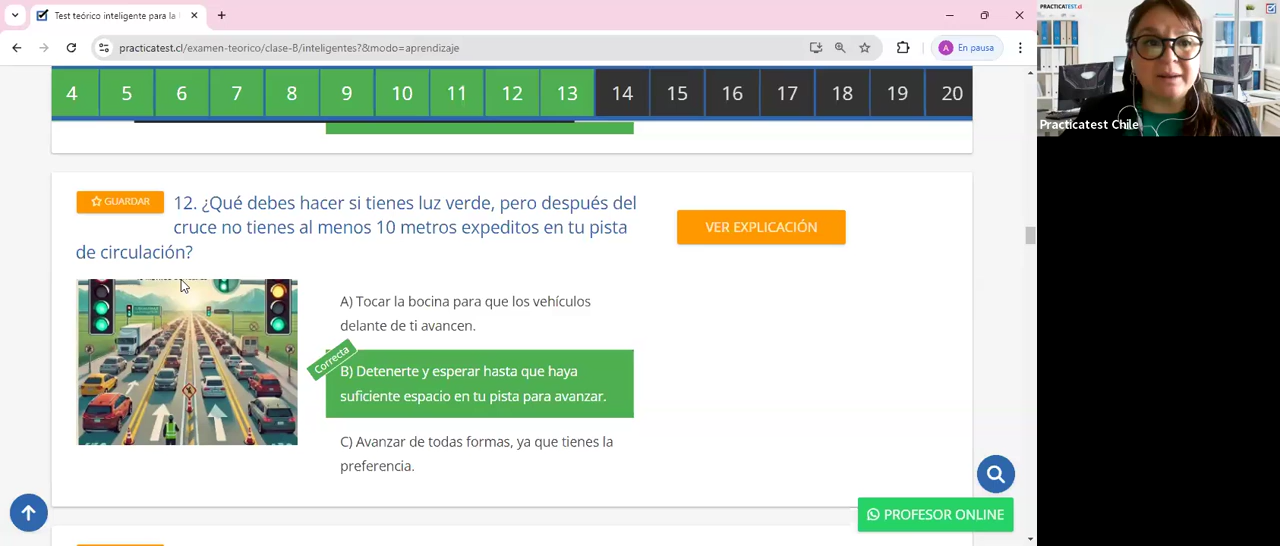 Test teórico inteligente para la
practicatest.cl/examen-teorico/clase-B/inteligentes?&modo=aprendizaje
A
En pausa
4 5 6 7 8 9 10 11 12 13 14 15 16 17 18 19 20
GUARDAR
12. ¿Qué debes hacer si tienes luz verde, pero después del
cruce no tienes al menos 10 metros expeditos en tu pista
de circulación?
VER EXPLICACIÓN
A) Tocar la bocina para que los vehículos
delante de ti avancen.
Correcta
B) Detenerte y esperar hasta que haya
suficiente espacio en tu pista para avanzar.
C) Avanzar de todas formas, ya que tienes la
preferencia.
PROFESOR ONLINE
PRACTICATEST.cl
Practicatest Chile